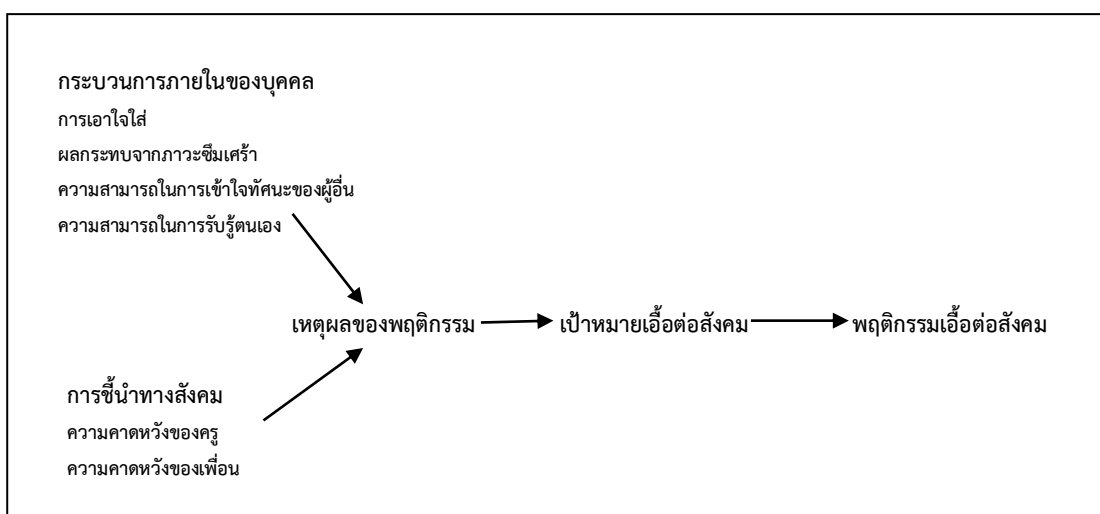 กระบวนการภายในของบุคคล
การเอาใจใส่
ผลกระทบจากภาวะซึมเศร้า
ความสามารถในการเข้าใจทัศนะของผู้อื่น
ความสามารถในการรับรู้ตนเอง
เหตุผลของพฤติกรรม เป้าหมายเอื้อต่อสังคม พฤติกรรมเอื้อต่อสังคม
การชี้นำทางสังคม
ความคาดหวังของครู
ความคาดหวังของเพื่อน